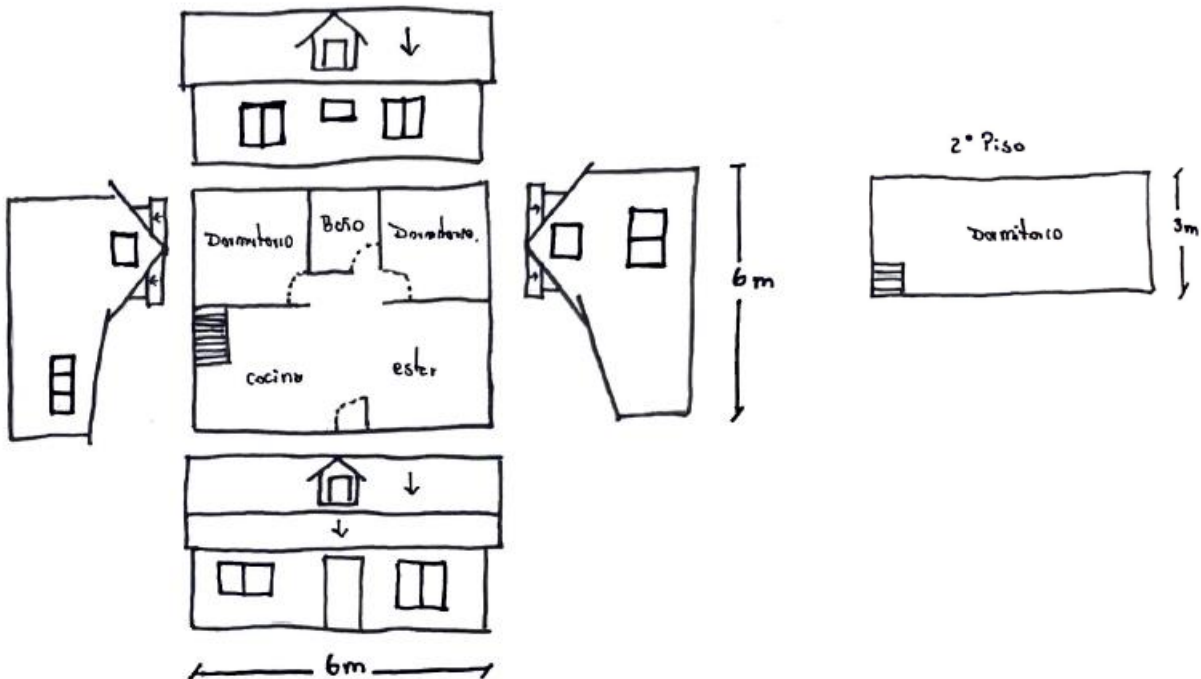 2° Piso
Dormitorio
3m
Dormitorio
Baño
Dormitorio.
6m
cocina
estar
6m